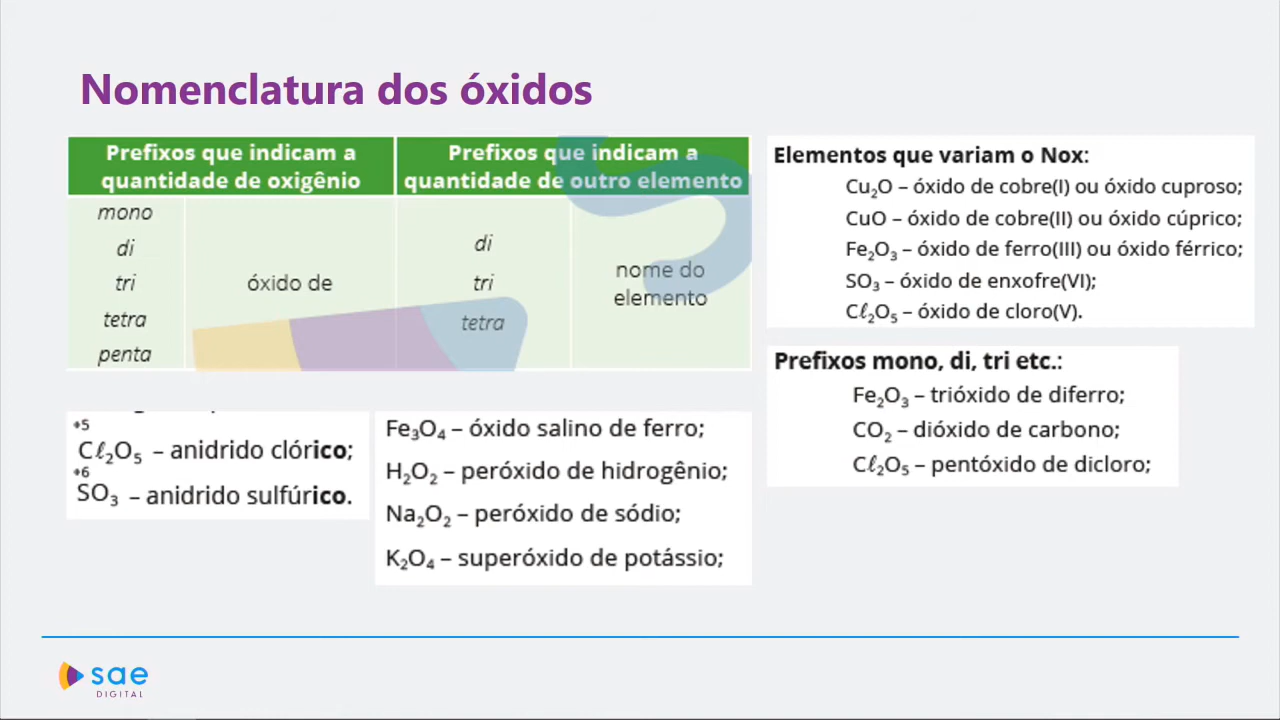 Nomenclatura dos óxidos
Prefixos que indicam a
quantidade de oxigênio
Prefixos que indicam a
quantidade de outro elemento
mono
di
tri
tetra
penta
óxido de
di
tri
tetra
nome do
elemento
Elementos que variam o Nox:
Cu₂O – óxido de cobre(I) ou óxido cuproso;
CuO – óxido de cobre(II) ou óxido cúprico;
Fe₂O₃ – óxido de ferro(III) ou óxido férrico;
SO₃ – óxido de enxofre(VI);
Cℓ₂O₅ – óxido de cloro(V).
Prefixos mono, di, tri etc.:
Fe₂O₃ – trióxido de diferro;
CO₂ – dióxido de carbono;
Cℓ₂O₅ – pentóxido de dicloro;
+5
Cℓ₂O₅ – anidrido clórico;
+6
SO₃ – anidrido sulfúrico.
Fe₃O₄ – óxido salino de ferro;
H₂O₂ – peróxido de hidrogênio;
Na₂O₂ – peróxido de sódio;
K₂O₄ – superóxido de potássio;
sae
DIGITAL